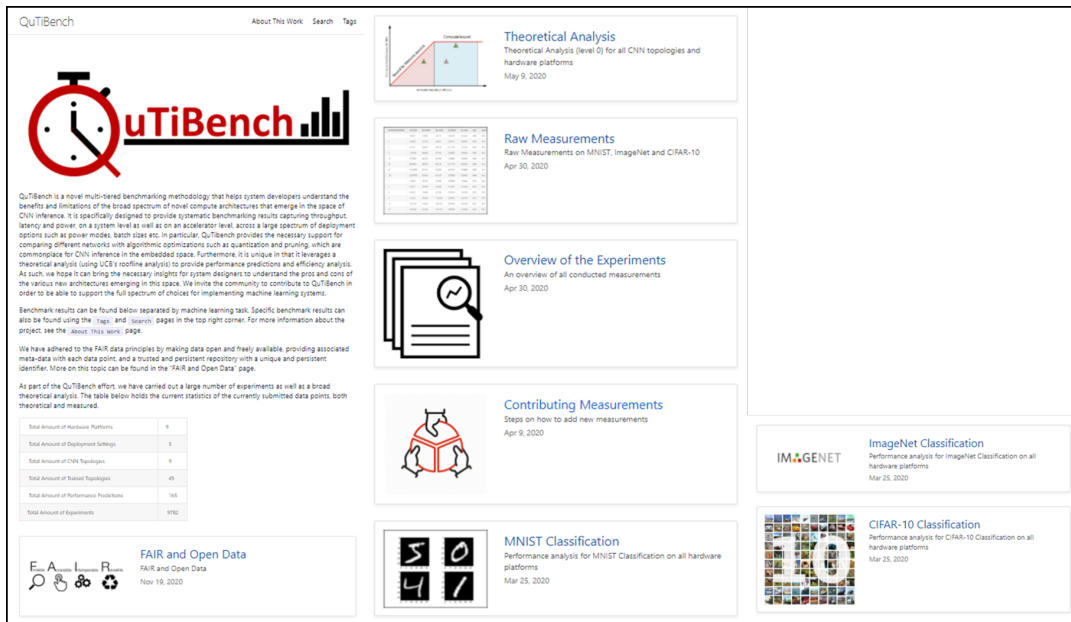 QuTiBench
About This Work Search Tags
QuTiBench
QuTiBench is a novel multi-tiered benchmarking methodology that helps system developers understand the
benefits and limitations of the broad spectrum of novel compute architectures that emerge in the space of
CNN inference. It is specifically designed to provide systematic benchmarking results capturing throughput,
latency and power, on a system level as well as on an accelerator level, across a large spectrum of deployment
options such as power modes, batch sizes etc. In particular, QuTibench provides the necessary support for
comparing different networks with algorithmic optimizations such as quantization and pruning, which are
commonplace for CNN inference in the embedded space. Furthermore, it is unique in that it leverages a
theoretical analysis (using UCB's roofline analysis) to provide performance predictions and efficiency analysis.
As such, we hope it can bring the necessary insights for system designers to understand the pros and cons of
the various new architectures emerging in this space. We invite the community to contribute to QuTiBench in
order to be able to support the full spectrum of choices for implementing machine learning systems.
Benchmark results can be found below separated by machine learning task. Specific benchmark results can
also be found using the Tags and Search pages in the top right corner. For more information about the
project, see the About This Work page.
We have adhered to the FAIR data principles by making data open and freely available, providing associated
meta-data with each data point, and a trusted and persistent repository with a unique and persistent
identifier. More on this topic can be found in the "FAIR and Open Data" page.
As part of the QuTiBench effort, we have carried out a large number of experiments as well as a broad
theoretical analysis. The table below holds the current statistics of the currently submitted data points, both
theoretical and measured.
Total Amount of Hardware Platforms 9
Total Amount of Deployment Settings 5
Total Amount of CNN Topologies 9
Total Amount of Trained Topologies 45
Total Amount of Performance Predictions 165
Total Amount of Experiments 9782
FAIR and Open Data
FAIR and Open Data
Nov 19, 2020
Theoretical Analysis
Theoretical Analysis (level 0) for all CNN topologies and
hardware platforms
May 9, 2020
Raw Measurements
Raw Measurements on MNIST, ImageNet and CIFAR-10
Apr 30, 2020
Overview of the Experiments
An overview of all conducted measurements
Apr 30, 2020
Contributing Measurements
Steps on how to add new measurements
Apr 9, 2020
5 0
4 1
MNIST Classification
Performance analysis for MNIST Classification on all hardware
platforms
Mar 25, 2020
IMAGENET
ImageNet Classification
Performance analysis for ImageNet Classification on all
hardware platforms
Mar 25, 2020
10
CIFAR-10 Classification
Performance analysis for CIFAR-10 Classification on all
hardware platforms
Mar 25, 2020